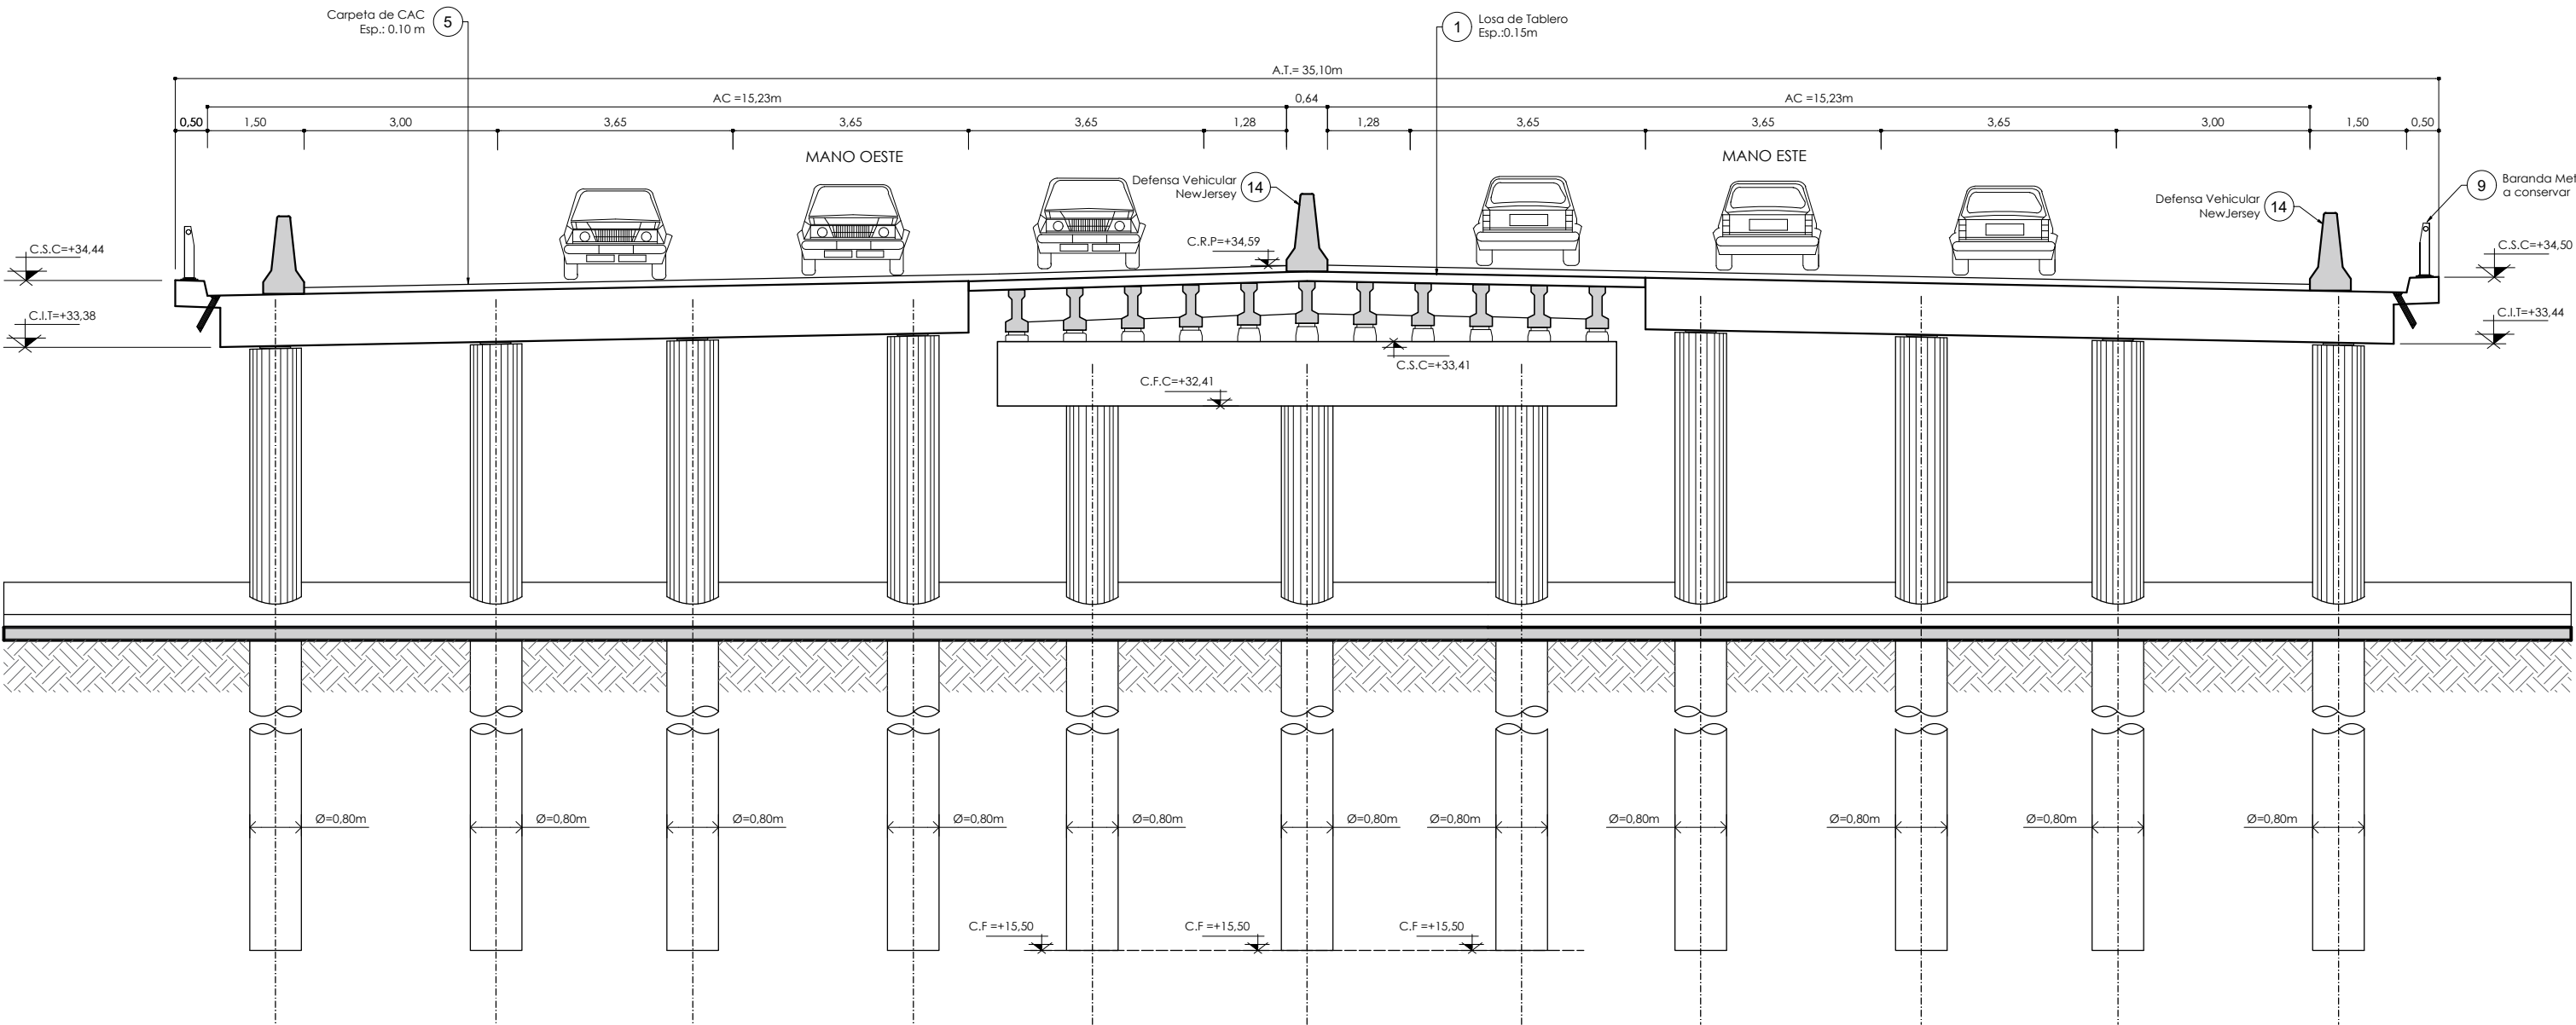 Carpeta de CAC
Esp.: 0.10 m
5
1
Losa de Tablero
Esp.:0.15m
A.T.= 35,10m
AC =15,23m
0,64
AC =15,23m
0,50
1,50
3,00
3,65
3,65
3,65
1,28
1,28
3,65
3,65
3,65
3,00
1,50
0,50
MANO OESTE
MANO ESTE
Defensa Vehicular
NewJersey
14
Defensa Vehicular
NewJersey
14
9
Baranda Met
a conservar
C.S.C=+34,44
C.R.P=+34,59
C.S.C=+34,50
C.I.T=+33,38
C.I.T=+33,44
C.S.C=+33,41
C.F.C=+32,41
Ø=0,80m
Ø=0,80m
Ø=0,80m
Ø=0,80m
Ø=0,80m
Ø=0,80m
Ø=0,80m
Ø=0,80m
Ø=0,80m
Ø=0,80m
Ø=0,80m
C.F =+15,50
C.F =+15,50
C.F =+15,50